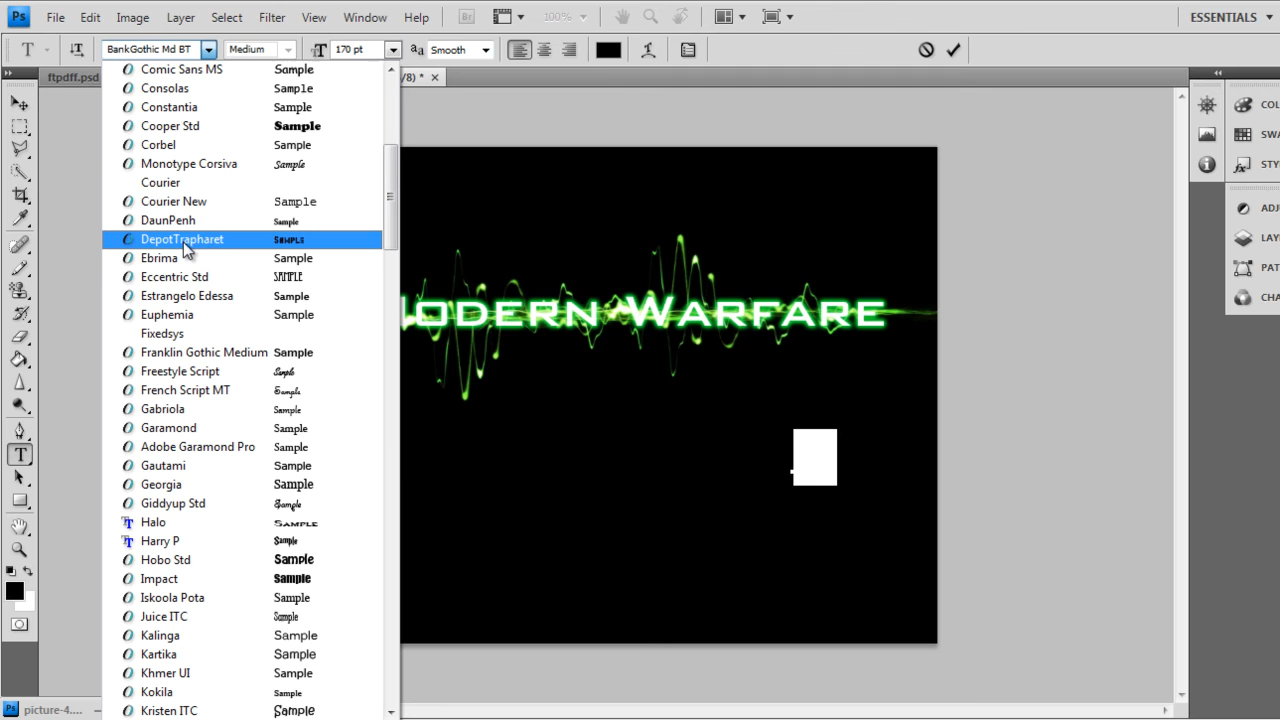 Ps File Edit Image Layer Select Filter View Window Help Br 100% ESSENTIALS
T BankGothic Md BT Medium 170 pt aa Smooth
ftpdff.psd /8) *
Comic Sans MS Sample
Consolas Sample
Constantia Sample
Cooper Std Sample
Corbel Sample
Monotype Corsiva Sample
Courier
Courier New Sample
DaunPenh Sample
DepotTrapharet SAMPLE
Ebrima Sample
Eccentric Std SAMPLE
Estrangelo Edessa Sample
Euphemia Sample
Fixedsys
Franklin Gothic Medium Sample
Freestyle Script Sample
French Script MT Sample
Gabriola Sample
Garamond Sample
Adobe Garamond Pro Sample
Gautami Sample
Georgia Sample
Giddyup Std Sample
Halo SAMPLE
Harry P Sample
Hobo Std Sample
Impact Sample
Iskoola Pota Sample
Juice ITC Sample
Kalinga Sample
Kartika Sample
Khmer UI Sample
Kokila Sample
Kristen ITC Sample
Modern Warfare
COL
SWA
STY
ADJ
LAY
PAT
CHA
Ps picture-4....